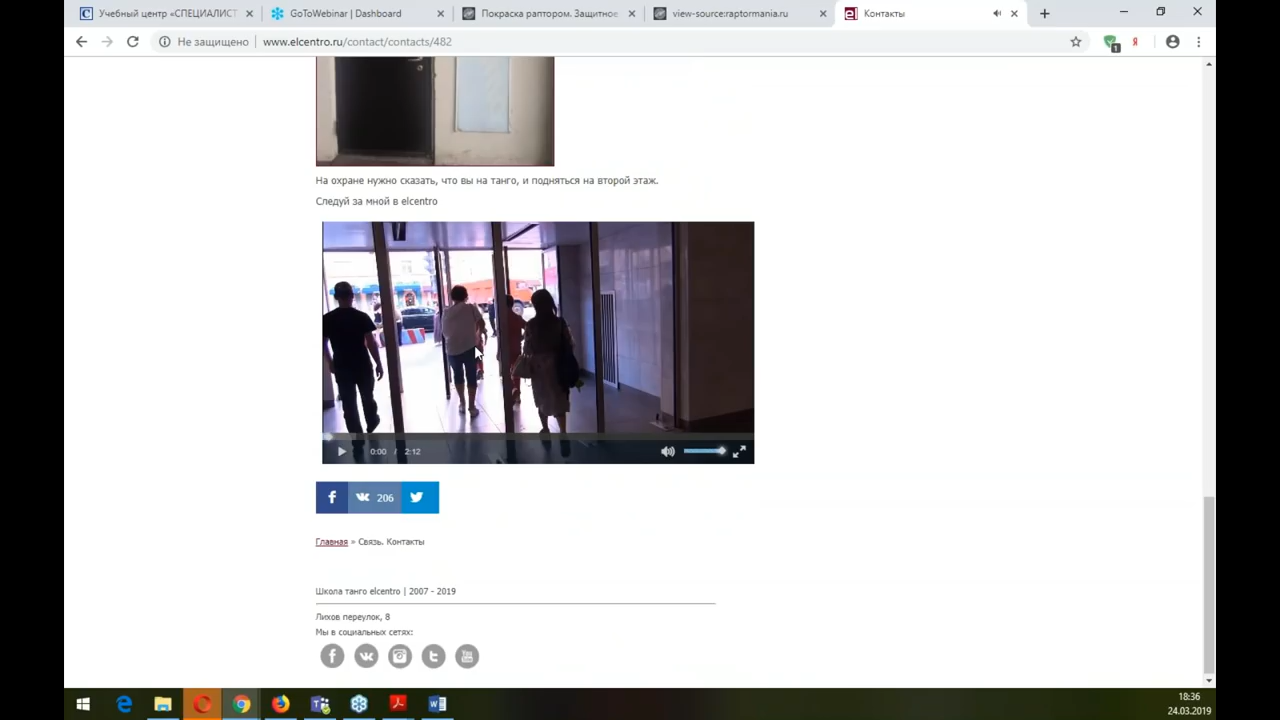 Учебный центр «СПЕЦИАЛИСТ
GoToWebinar | Dashboard
Покраска раптором. Защитное
view-source:raptormania.ru
Контакты
Не защищено
www.elcentro.ru/contact/contacts/482
1
Я
На охране нужно сказать, что вы на танго, и подняться на второй этаж.
Следуй за мной в elcentro
0:00 / 2:12
206
Главная » Связь. Контакты
Школа танго elcentro | 2007 - 2019
Лихов переулок, 8
Мы в социальных сетях:
18:36
24.03.2019